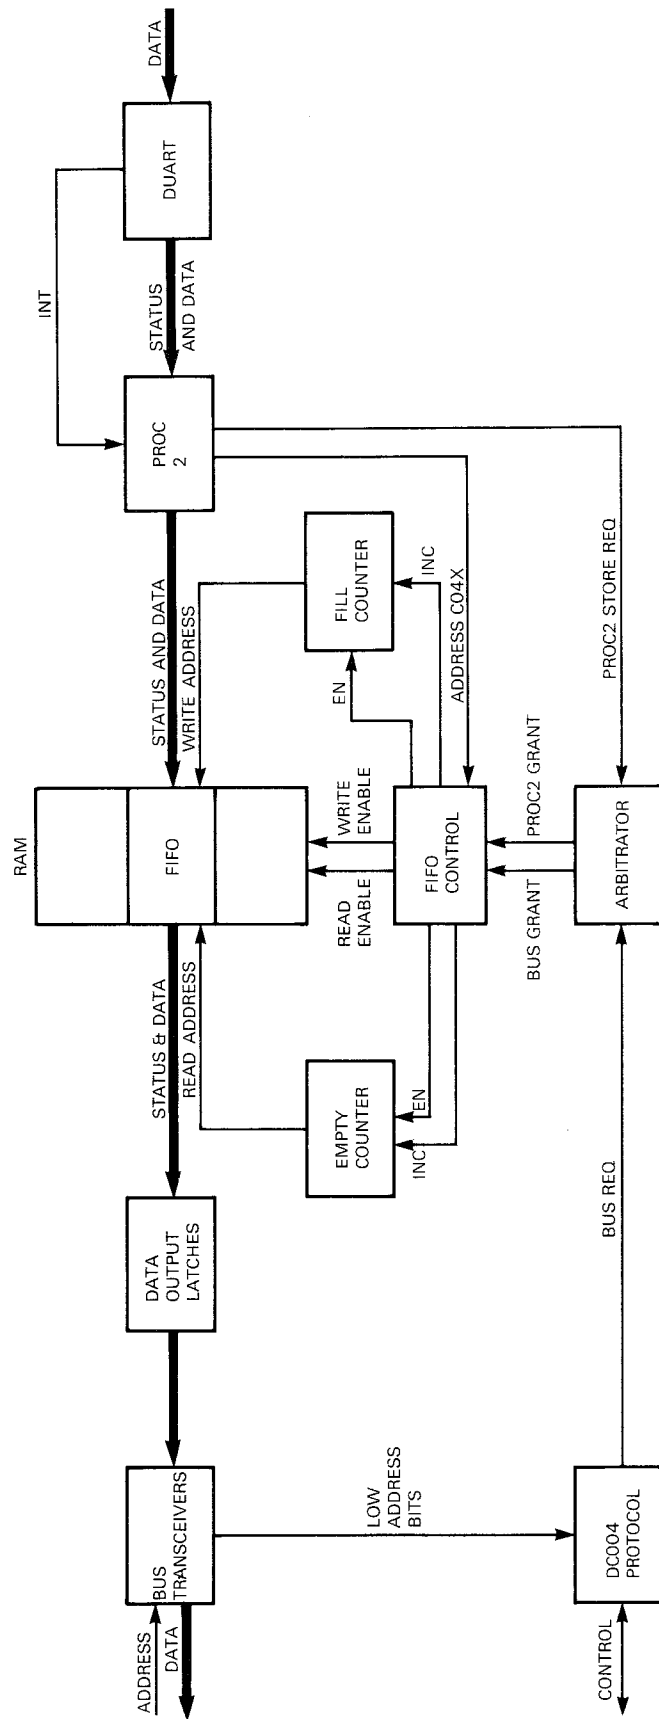 RAM
ADDRESS
DATA
BUS
TRANSCEIVERS
DATA
OUTPUT
LATCHES
STATUS & DATA
READ ADDRESS
FIFO
STATUS AND DATA
WRITE ADDRESS
PROC
2
INT
STATUS
AND DATA
DUART
DATA
EMPTY
COUNTER
INC
EN
READ
ENABLE
WRITE
ENABLE
EN
FILL
COUNTER
INC
LOW
ADDRESS
BITS
FIFO
CONTROL
ADDRESS C04X
BUS GRANT
PROC2 GRANT
CONTROL
DC004
PROTOCOL
BUS REQ
ARBITRATOR
PROC2 STORE REQ